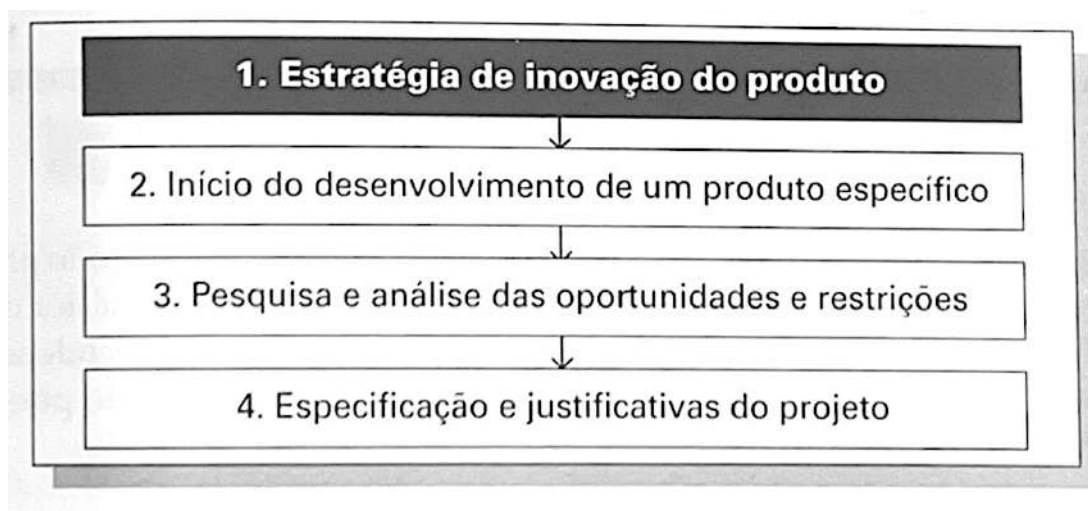 1. Estratégia de inovação do produto
2. Início do desenvolvimento de um produto específico
3. Pesquisa e análise das oportunidades e restrições
4. Especificação e justificativas do projeto